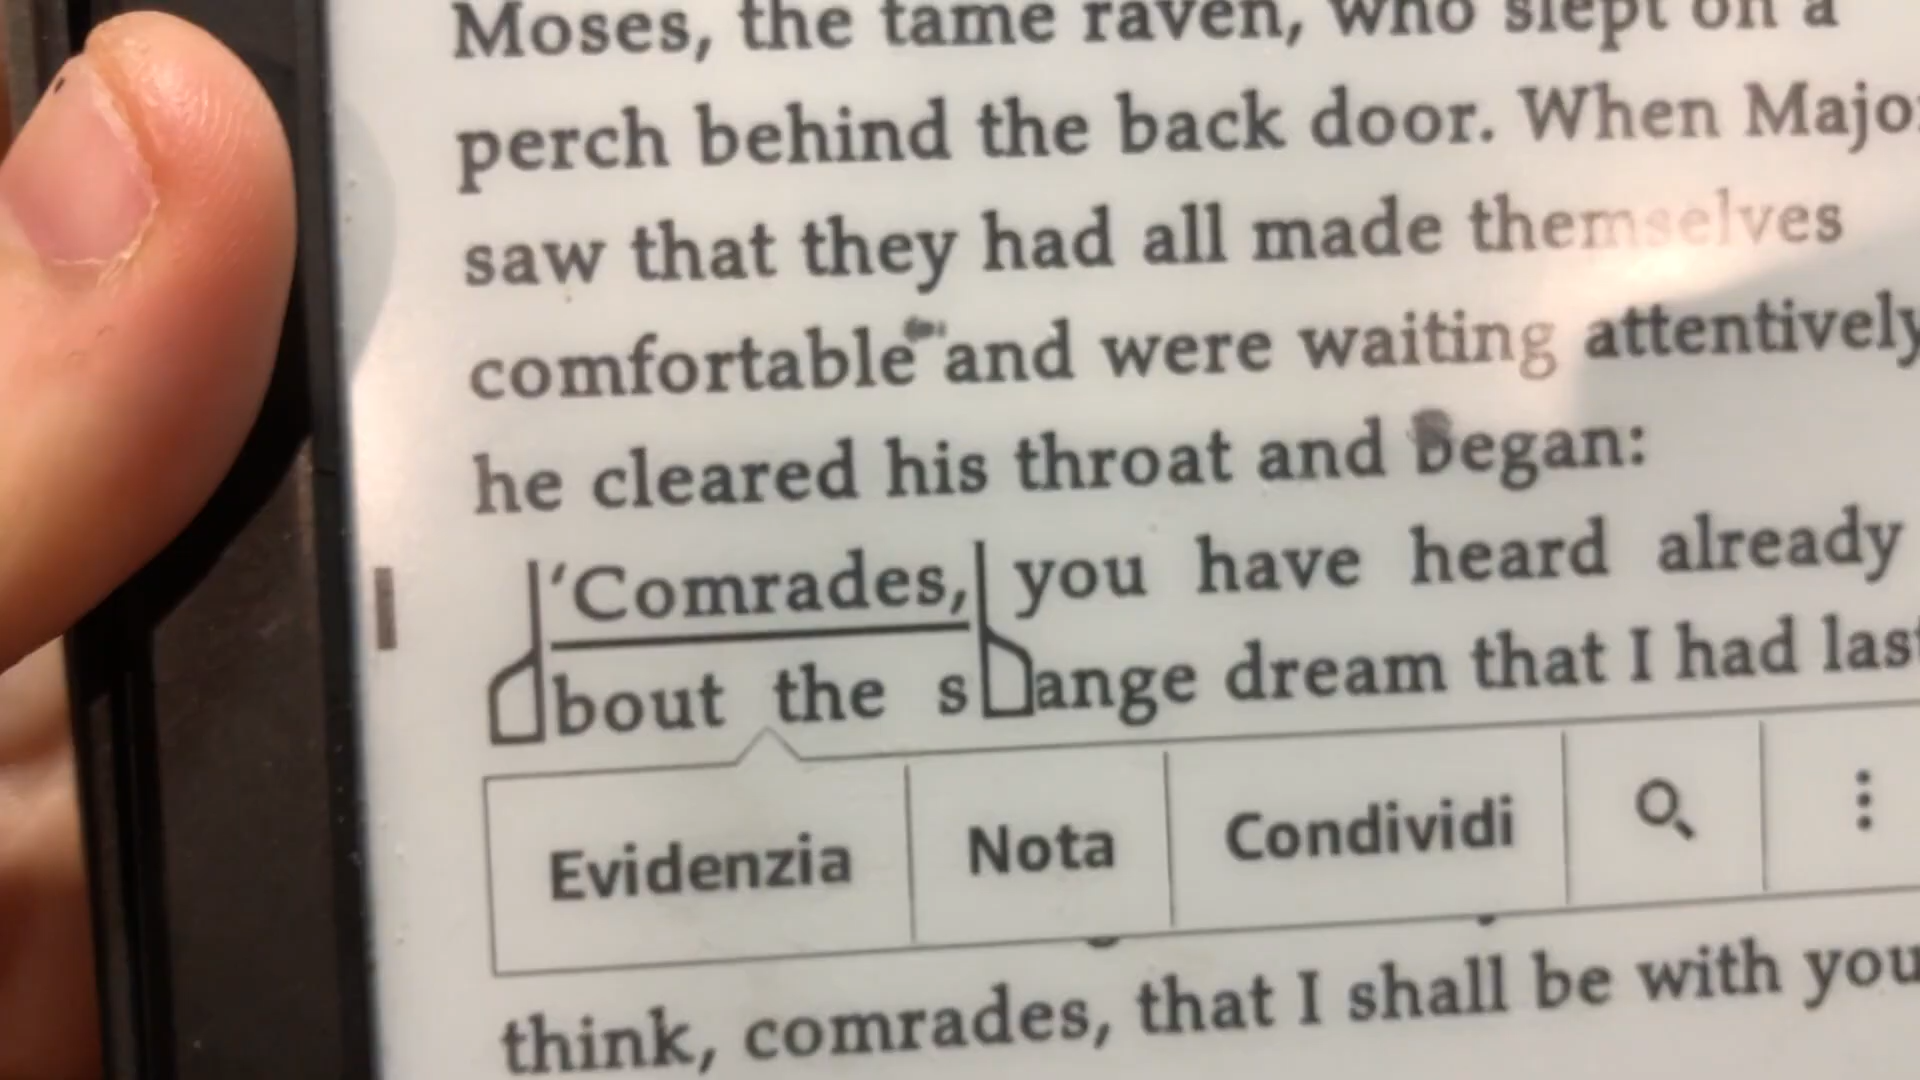 Moses, the tame raven, who slept on a
perch behind the back door. When Majo
saw that they had all made themselves
comfortable and were waiting attentively
he cleared his throat and began:
'Comrades, you have heard already
bout the s ange dream that I had las
Evidenzia Nota Condividi
think, comrades, that I shall be with you